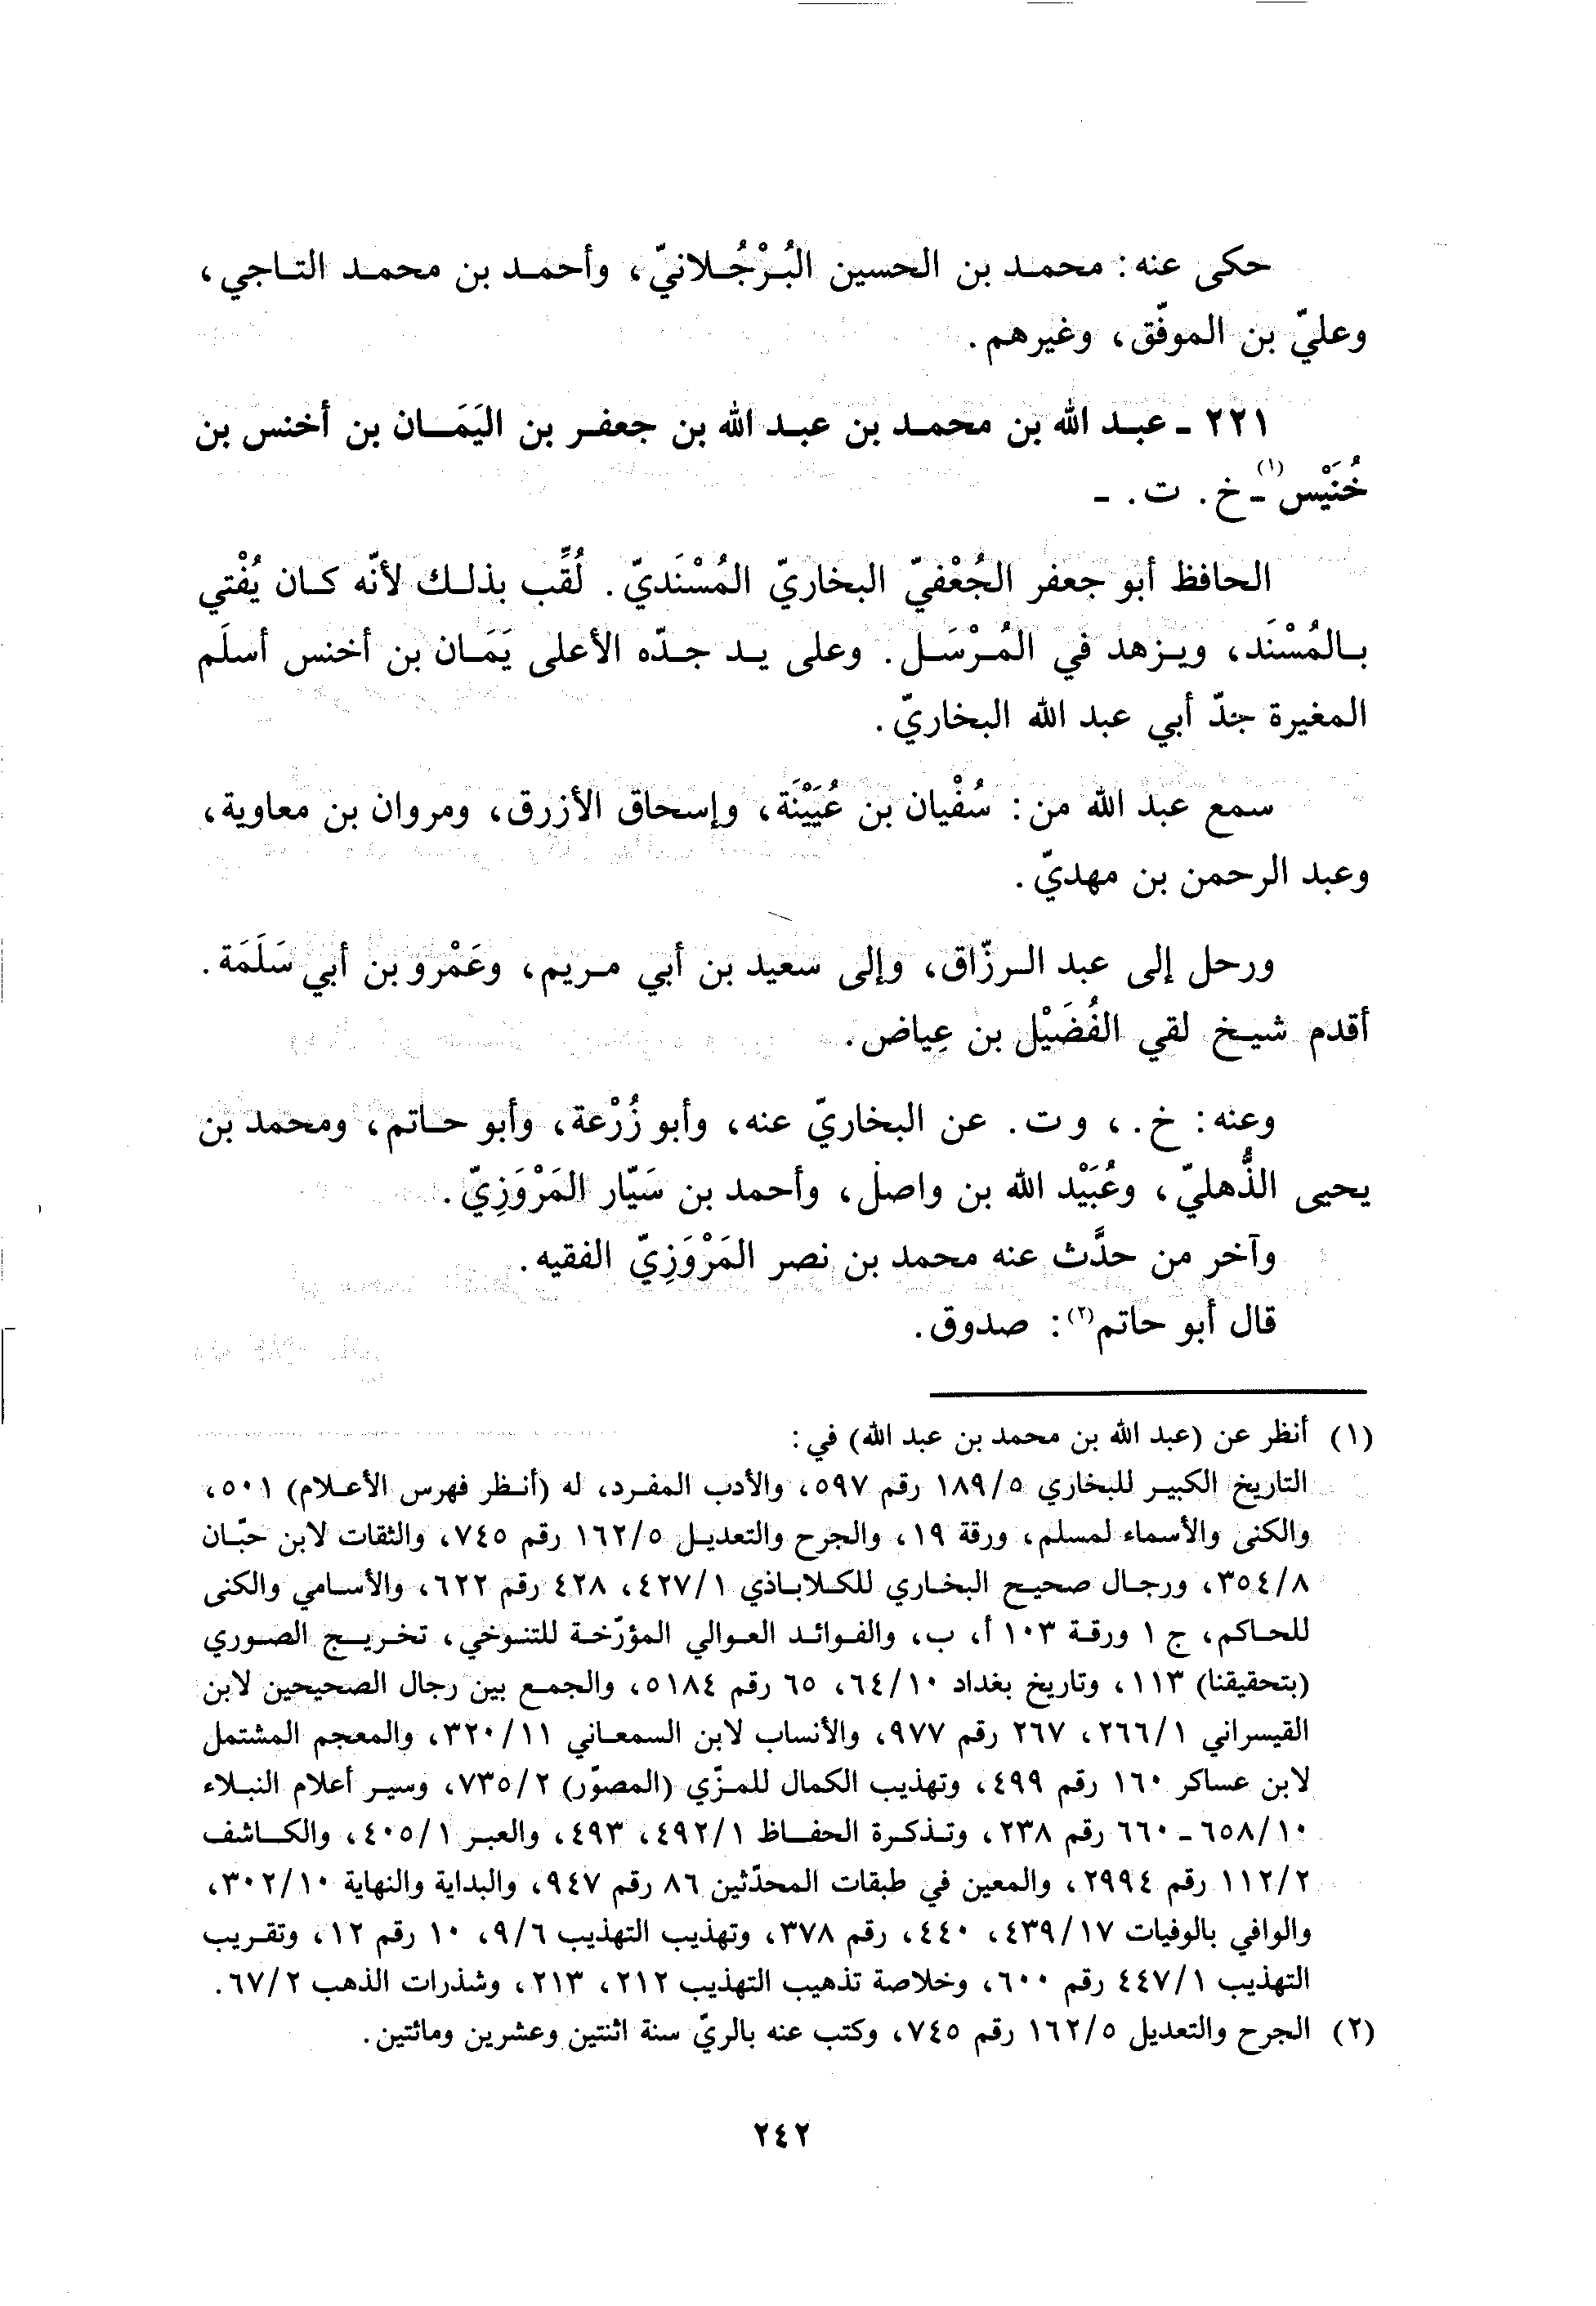 حكى عنه: محمد بن الحسين البُرْجُلانيّ، وأحمد بن محمد التاجي،
وعليّ بن الموفّق، وغيرهم.
٢٢١ - عبد الله بن محمد بن عبد الله بن جعفر بن اليَمَان بن أخنس بن
خُنَيْس(١) - خ. ت. -
الحافظ أبو جعفر الجُعْفيّ البخاريّ المُسْنَديّ. لُقِّب بذلك لأنّه كان يُفْتي
بالمُسْنَد، ويزهد في المُرْسَل. وعلى يد جدّه الأعلى يَمَان بن أخنس أسلَم
المغيرة جدّ أبي عبد الله البخاريّ.
سمع عبد الله من: سُفْيان بن عُيَيْنَة، وإسحاق الأزرق، ومروان بن معاوية،
وعبد الرحمن بن مهديّ.
ورحل إلى عبد الرزّاق، وإلى سعيد بن أبي مريم، وعَمْرو بن أبي سَلَمَة.
أقدم شيخ لقي الفُضَيْل بن عِياض.
وعنه: خ.، وت. عن البخاريّ عنه، وأبو زُرْعة، وأبو حاتم، ومحمد بن
يحيى الذُّهليّ، وعُبَيْد الله بن واصل، وأحمد بن سَيّار المَرْوَزِيّ.
وآخر من حدَّث عنه محمد بن نصر المَرْوَزِيّ الفقيه.
قال أبو حاتم(٢): صدوق.
(١) أنظر عن (عبد الله بن محمد بن عبد الله) في:
التاريخ الكبير للبخاري ١٨٩/٥ رقم ٥٩٧، والأدب المفرد، له (أنظر فهرس الأعلام) ٥٠١،
والكنى والأسماء لمسلم، ورقة ١٩، والجرح والتعديل ١٦٢/٥ رقم ٧٤٥، والثقات لابن حبّان
٣٥٤/٨، ورجال صحيح البخاري للكلاباذي ٤٢٧/١، ٤٢٨ رقم ٦٢٢، والأسامي والكنى
للحاكم، ج ١ ورقة ١٠٣ أ، ب، والفوائد العوالي المؤرّخة للتنوخي، تخريج الصوري
(بتحقيقنا) ١١٣، وتاريخ بغداد ٦٤/١٠، ٦٥ رقم ٥١٨٤، والجمع بين رجال الصحيحين لابن
القيسراني ٢٦٦/١، ٢٦٧ رقم ٩٧٧، والأنساب لابن السمعاني ٣٢٠/١١، والمعجم المشتمل
لابن عساكر ١٦٠ رقم ٤٩٩، وتهذيب الكمال للمزّي (المصوّر) ٧٣٥/٢، وسير أعلام النبلاء
٦٥٨/١٠ - ٦٦٠ رقم ٢٣٨، وتذكرة الحفاظ ٤٩٢/١، ٤٩٣، والعبر ٤٠٥/١، والكاشف
١١٢/٢ رقم ٢٩٩٤، والمعين في طبقات المحدّثين ٨٦ رقم ٩٤٧، والبداية والنهاية ٣٠٢/١٠،
والوافي بالوفيات ٤٣٩/١٧، ٤٤٠، رقم ٣٧٨، وتهذيب التهذيب ٩/٦، ١٠ رقم ١٢، وتقريب
التهذيب ٤٤٧/١ رقم ٦٠٠، وخلاصة تذهيب التهذيب ٢١٢، ٢١٣، وشذرات الذهب ٦٧/٢.
(٢) الجرح والتعديل ١٦٢/٥ رقم ٧٤٥، وكتب عنه بالريّ سنة اثنتين وعشرين ومائتين.
٢٤٢